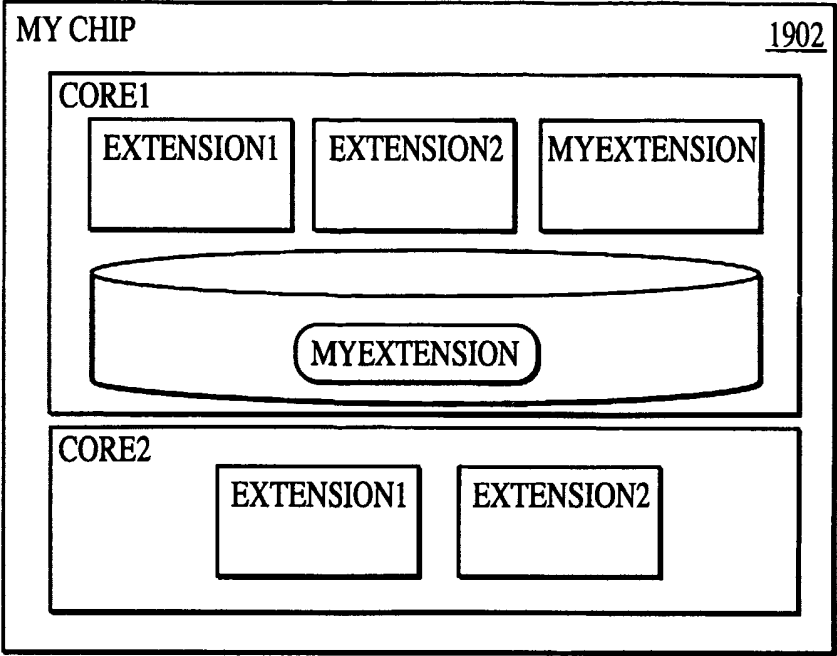 MY CHIP
1902
CORE1
EXTENSION1
EXTENSION2
MYEXTENSION
MYEXTENSION
CORE2
EXTENSION1
EXTENSION2